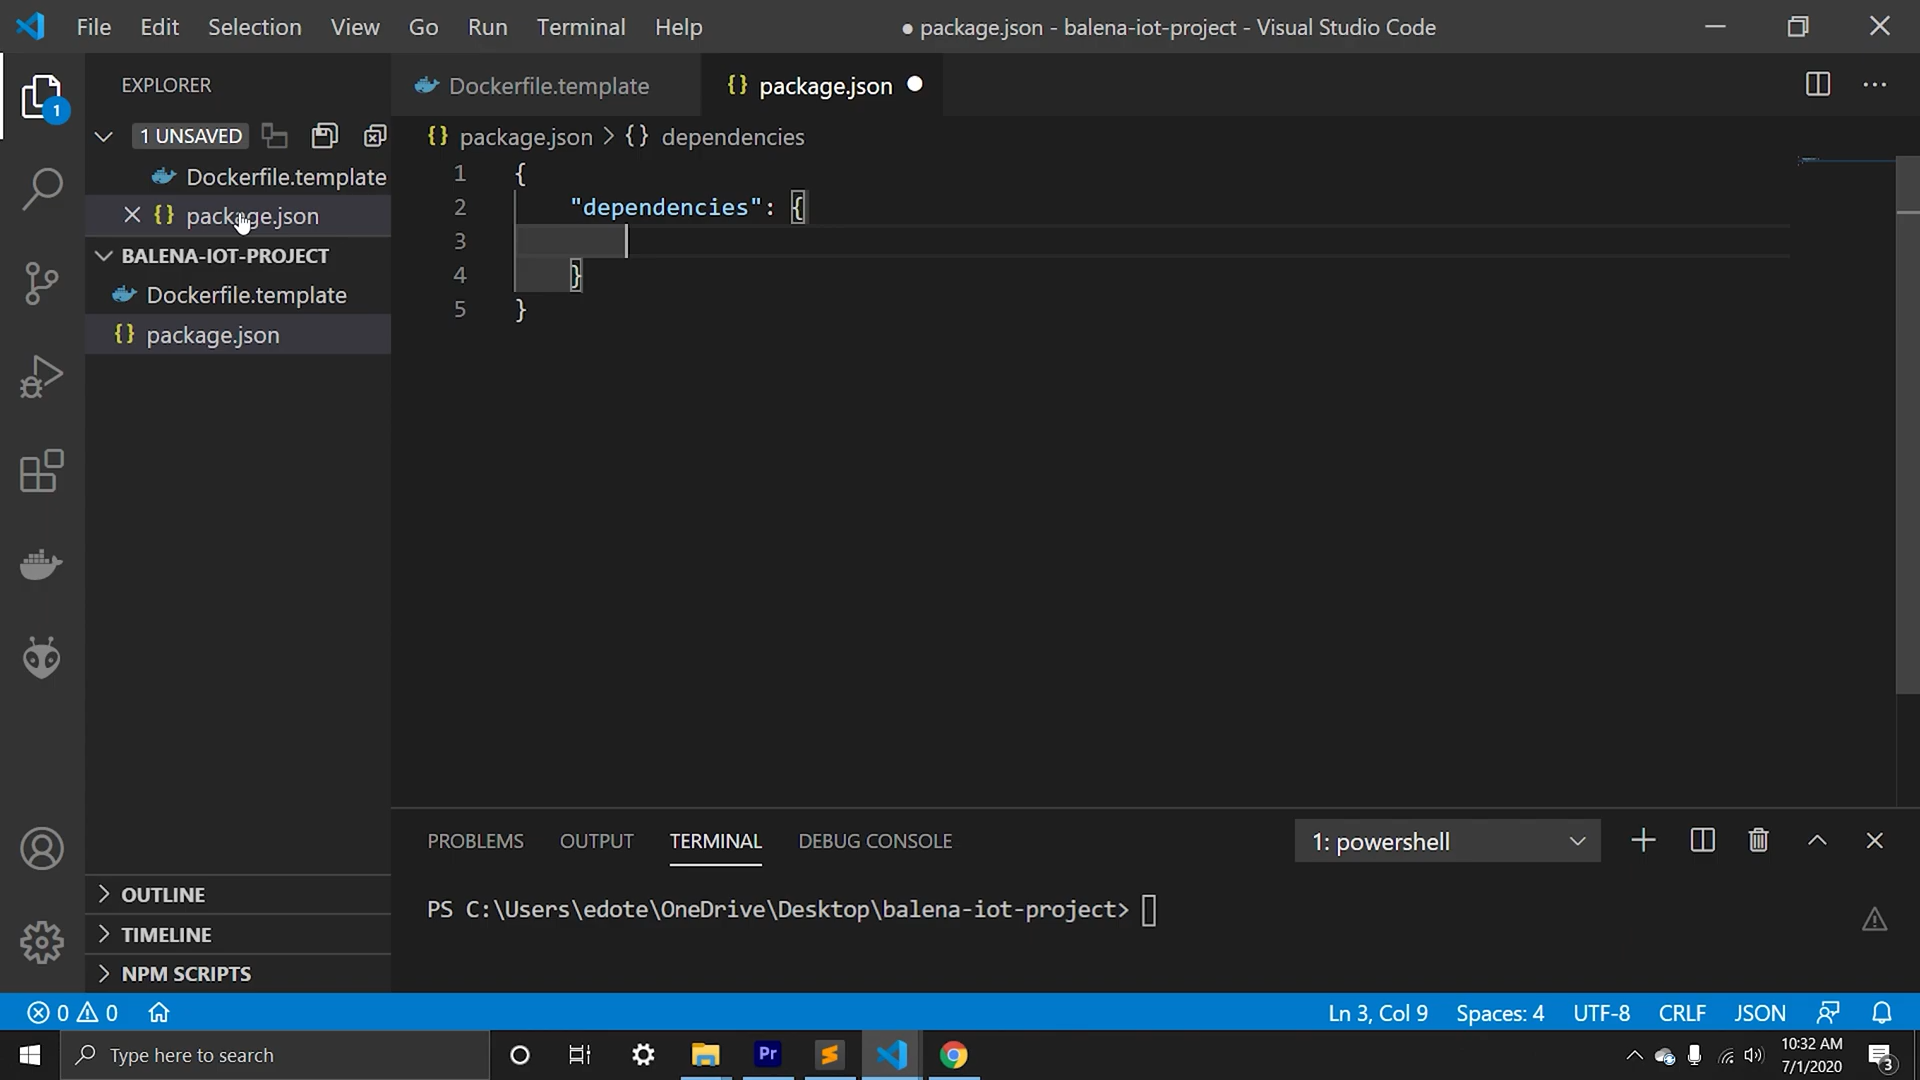 File Edit Selection View Go Run Terminal Help
● package.json - balena-iot-project - Visual Studio Code
EXPLORER
Dockerfile.template
{} package.json ●
1
1 UNSAVED
{} package.json > {} dependencies
Dockerfile.template
{} package.json
BALENA-IOT-PROJECT
Dockerfile.template
{} package.json
1 {
2 "dependencies": {
3
4 }
5 }
PROBLEMS OUTPUT TERMINAL DEBUG CONSOLE
1: powershell
PS C:\Users\edote\OneDrive\Desktop\balena-iot-project>
OUTLINE
TIMELINE
NPM SCRIPTS
0 0
Ln 3, Col 9 Spaces: 4 UTF-8 CRLF JSON
Type here to search
Pr
10:32 AM
7/1/2020
3